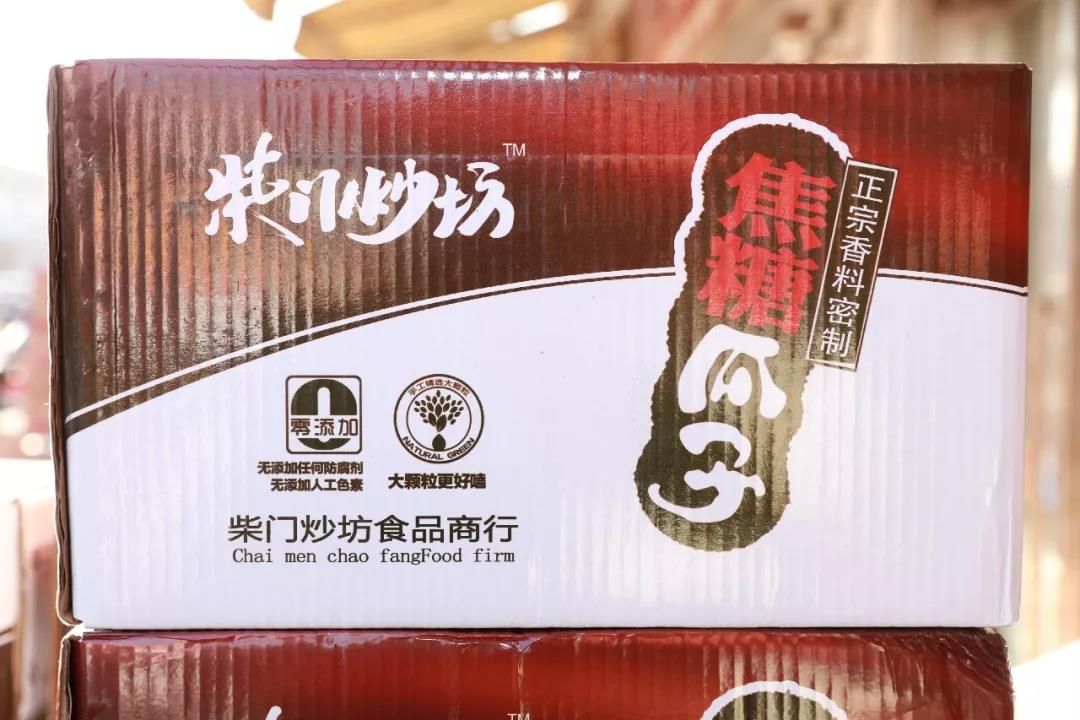 柴门炒坊
TM
焦糖
瓜子
正宗香料密制
零添加
无添加任何防腐剂
无添加人工色素
手工精选大颗粒
NATURAL GREEN
大颗粒更好嗑
柴门炒坊食品商行
Chai men chao fangFood firm
TM